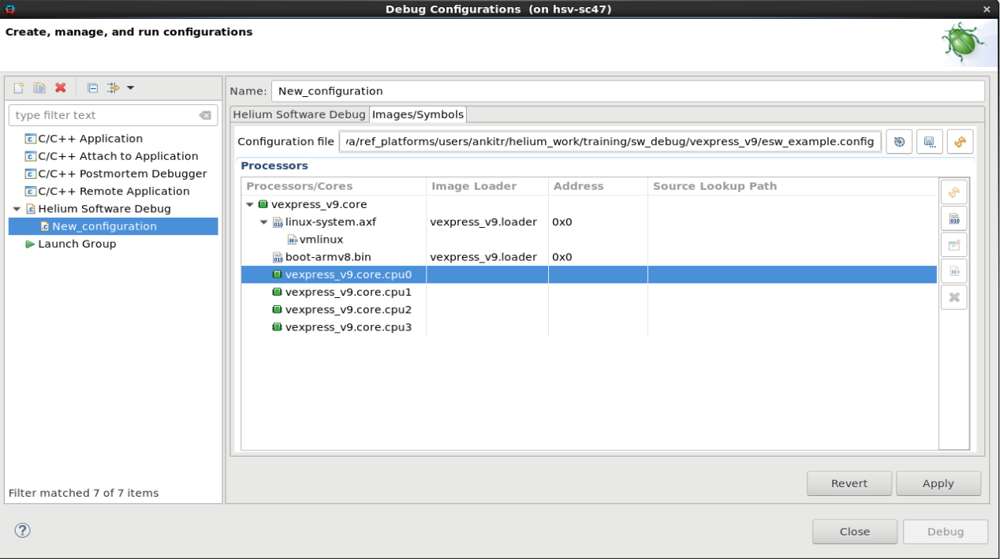 Debug Configurations  (on hsv-sc47)
Create, manage, and run configurations
type filter text
C/C++ Application
C/C++ Attach to Application
C/C++ Postmortem Debugger
C/C++ Remote Application
Helium Software Debug
New_configuration
Launch Group
Filter matched 7 of 7 items
Name: New_configuration
Helium Software Debug Images/Symbols
Configuration file /a/ref_platforms/users/ankitr/helium_work/training/sw_debug/vexpress_v9/esw_example.config
Processors
Processors/Cores Image Loader Address Source Lookup Path
vexpress_v9.core
linux-system.axf vexpress_v9.loader 0x0
vmlinux
boot-armv8.bin vexpress_v9.loader 0x0
vexpress_v9.core.cpu0
vexpress_v9.core.cpu1
vexpress_v9.core.cpu2
vexpress_v9.core.cpu3
Revert Apply
Close Debug